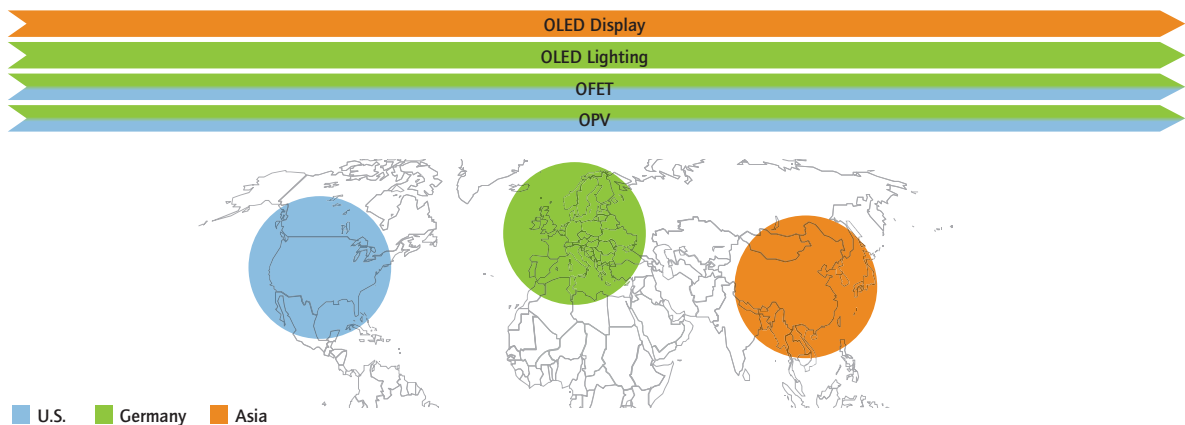 OLED Display
OLED Lighting
OFET
OPV
U.S. Germany Asia